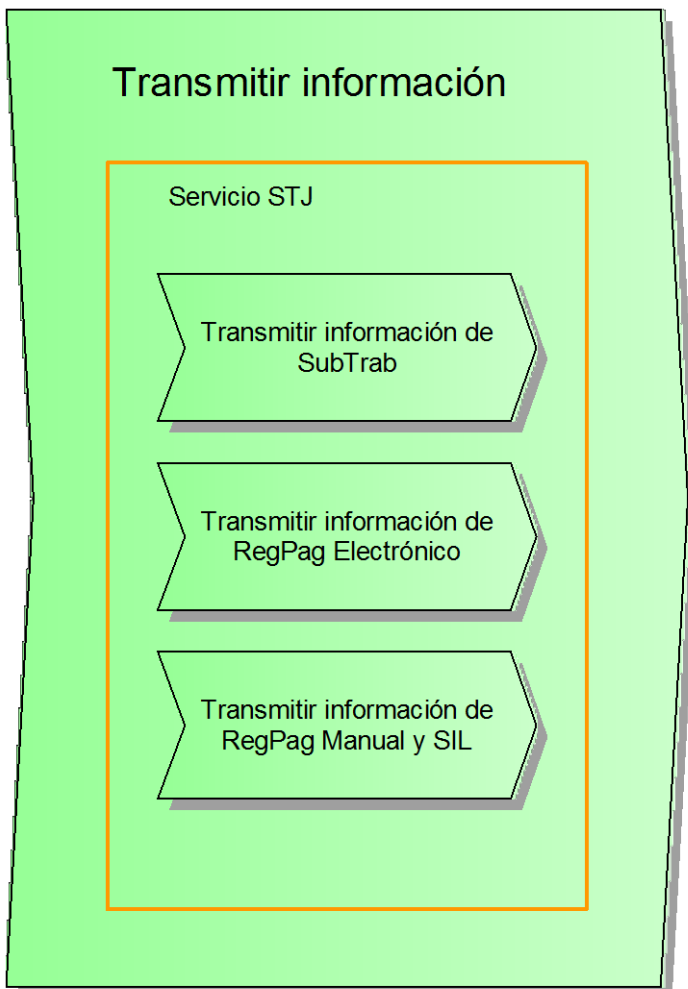 Transmitir información
Servicio STJ
Transmitir información de
SubTrab
Transmitir información de
RegPag Electrónico
Transmitir información de
RegPag Manual y SIL